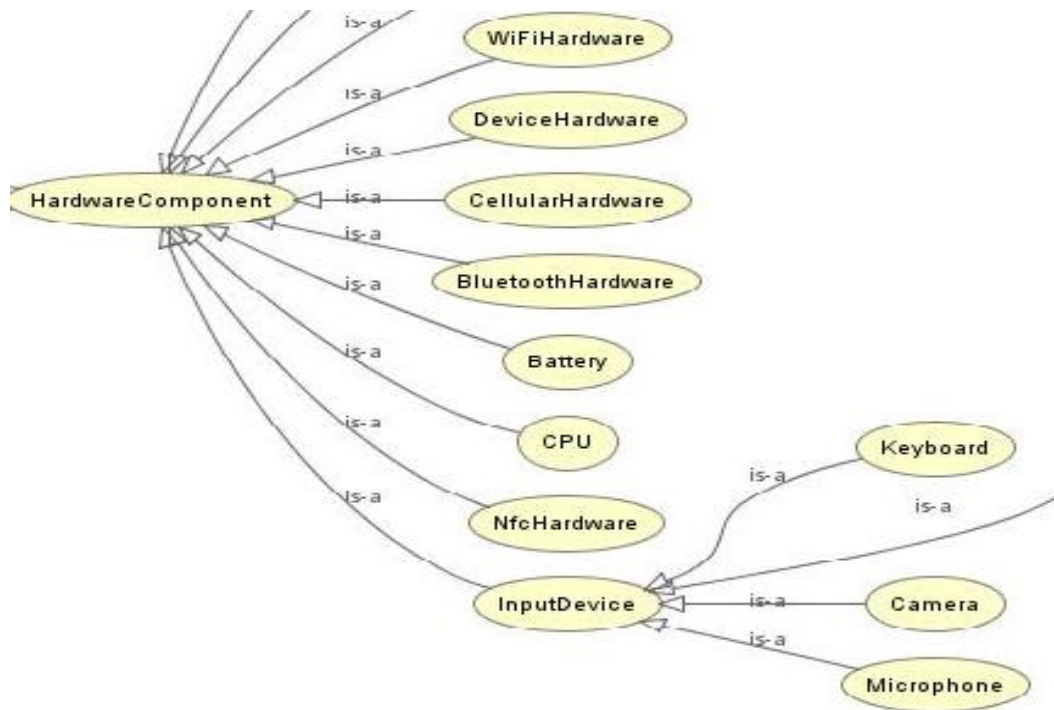 is-a
WiFiHardware
is-a
DeviceHardware
is-a
HardwareComponent
is-a
CellularHardware
is-a
BluetoothHardware
is-a
Battery
is-a
CPU
is-a
Keyboard
is-a
is-a
is-a
NfcHardware
InputDevice
is-a
Camera
is-a
Microphone